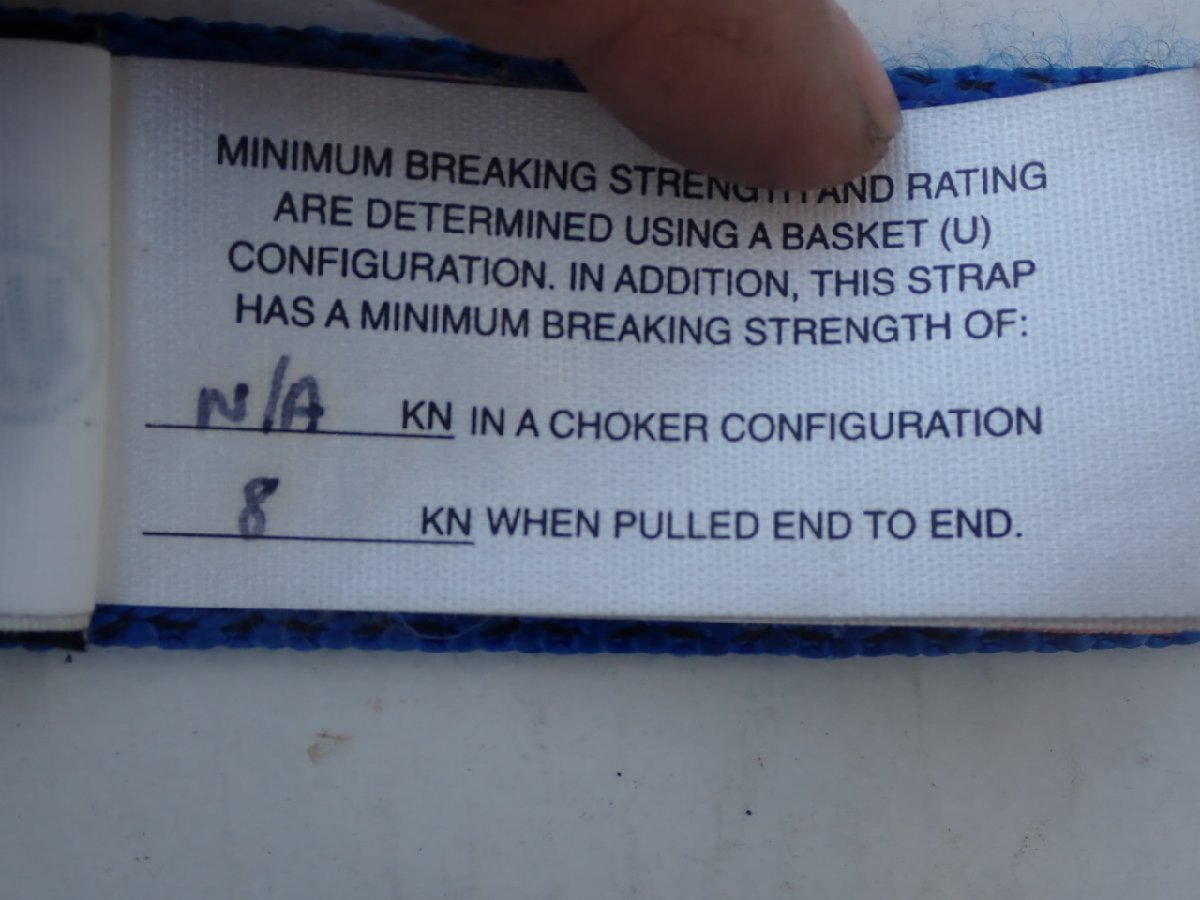 MINIMUM BREAKING STRENGTH AND RATING
ARE DETERMINED USING A BASKET (U)
CONFIGURATION. IN ADDITION, THIS STRAP
HAS A MINIMUM BREAKING STRENGTH OF:
N/A KN IN A CHOKER CONFIGURATION
8 KN WHEN PULLED END TO END.